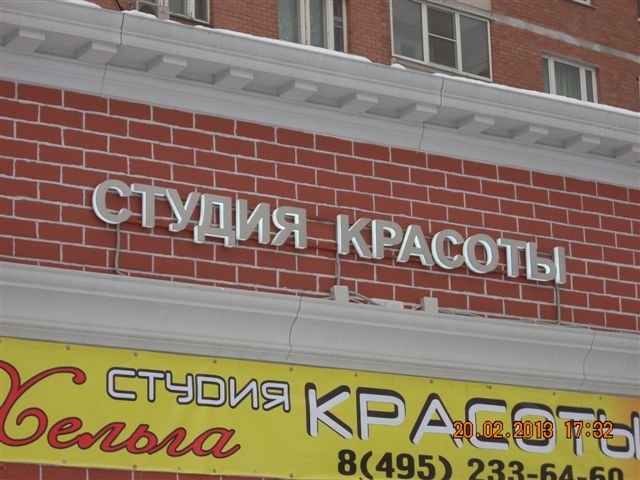 СТУДИЯ КРАСОТЫ
Хельга СТУДИЯ КРАСОТЫ
8(495) 233-64-60
20.02.2013 17:32